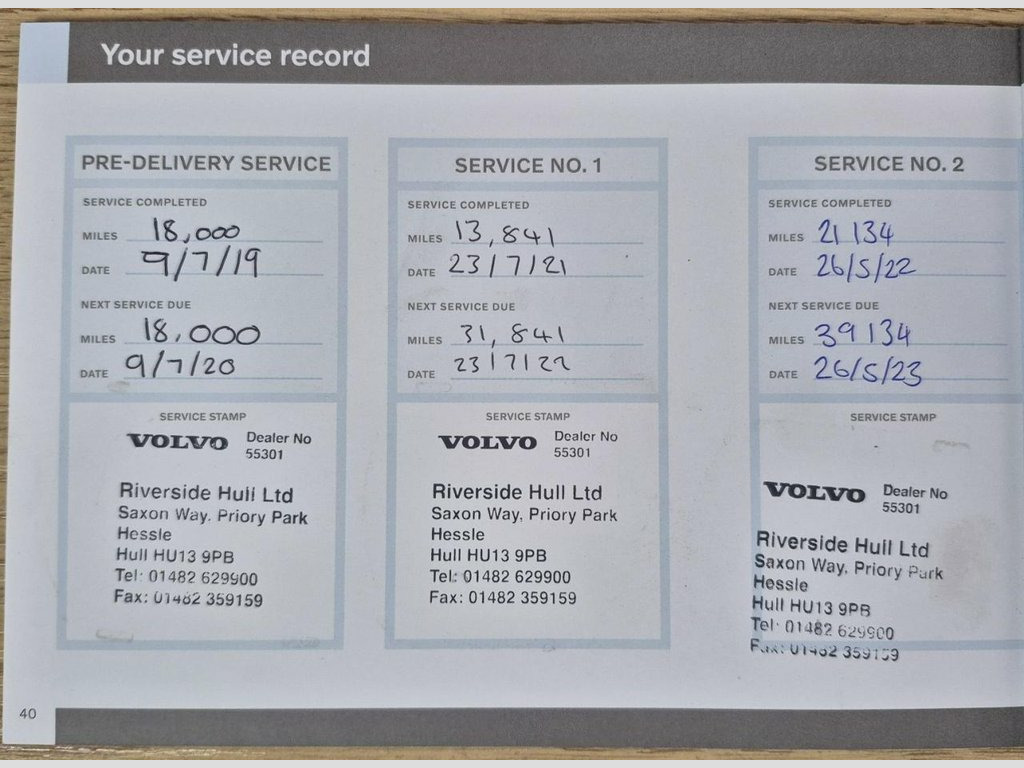 Your service record
PRE-DELIVERY SERVICE
SERVICE COMPLETED
MILES 18,000
DATE 9/7/19
NEXT SERVICE DUE
MILES 18,000
DATE 9/7/20
SERVICE STAMP
VOLVO Dealer No
55301
Riverside Hull Ltd
Saxon Way, Priory Park
Hessle
Hull HU13 9PB
Tel: 01482 629900
Fax: 01482 359159
SERVICE NO. 1
SERVICE COMPLETED
MILES 13,841
DATE 23/7/21
NEXT SERVICE DUE
MILES 31,841
DATE 23/7/22
SERVICE STAMP
VOLVO Dealer No
55301
Riverside Hull Ltd
Saxon Way, Priory Park
Hessle
Hull HU13 9PB
Tel: 01482 629900
Fax: 01482 359159
SERVICE NO. 2
SERVICE COMPLETED
MILES 21 134
DATE 26/5/22
NEXT SERVICE DUE
MILES 39 134
DATE 26/5/23
SERVICE STAMP
VOLVO Dealer No
55301
Riverside Hull Ltd
Saxon Way, Priory Park
Hessle
Hull HU13 9PB
Tel: 01482 629900
Fax: 01482 359159
40